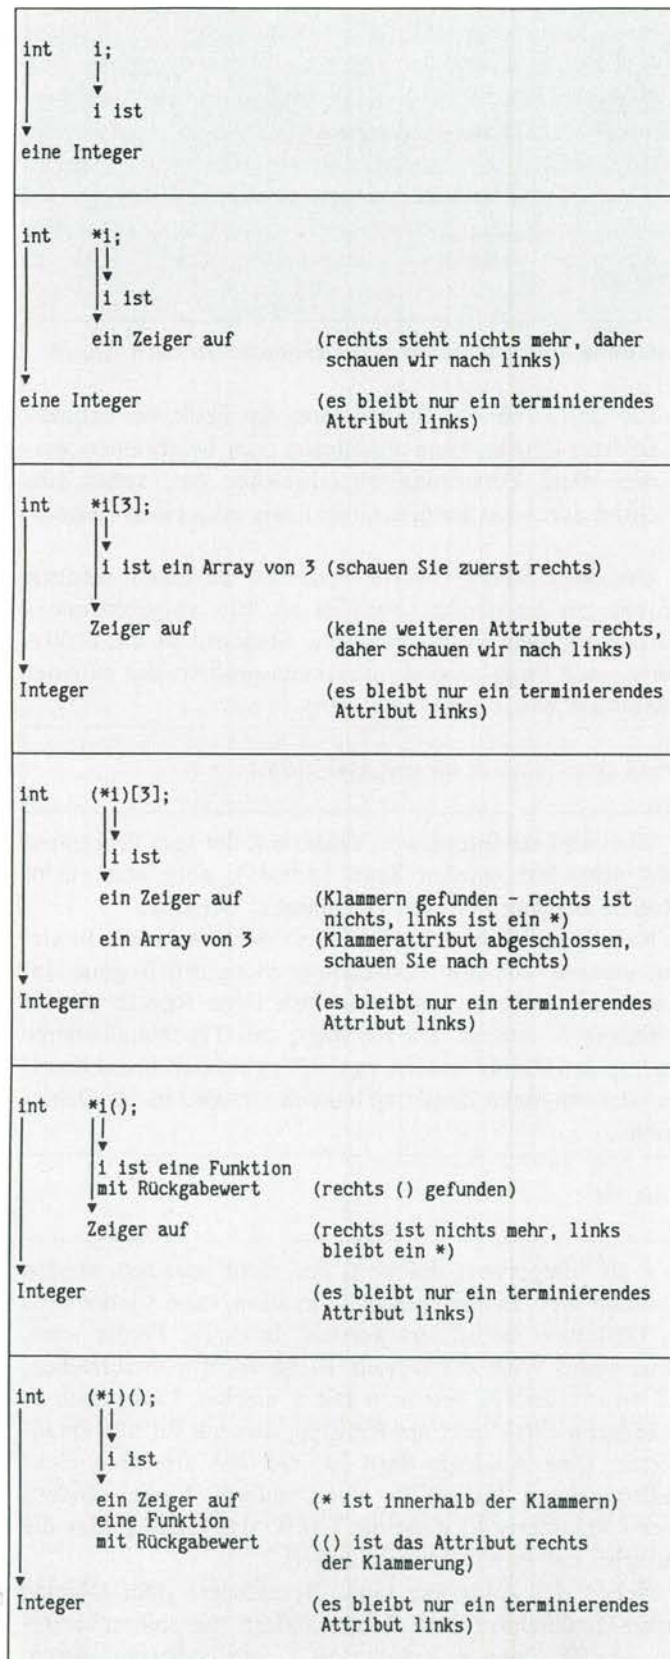 int i;
i ist
eine Integer
int *i;
i ist
ein Zeiger auf (rechts steht nichts mehr, daher
schauen wir nach links)
eine Integer (es bleibt nur ein terminierendes
Attribut links)
int *i[3];
i ist ein Array von 3 (schauen Sie zuerst rechts)
Zeiger auf (keine weiteren Attribute rechts,
daher schauen wir nach links)
Integer (es bleibt nur ein terminierendes
Attribut links)
int (*i)[3];
i ist
ein Zeiger auf (Klammern gefunden – rechts ist
nichts, links ist ein *)
ein Array von 3 (Klammerattribut abgeschlossen,
schauen Sie nach rechts)
Integern (es bleibt nur ein terminierendes
Attribut links)
int *i();
i ist eine Funktion
mit Rückgabewert (rechts () gefunden)
Zeiger auf (rechts ist nichts mehr, links
bleibt ein *)
Integer (es bleibt nur ein terminierendes
Attribut links)
int (*i)();
i ist
ein Zeiger auf (* ist innerhalb der Klammern)
eine Funktion
mit Rückgabewert (() ist das Attribut rechts
der Klammerung)
Integer (es bleibt nur ein terminierendes
Attribut links)